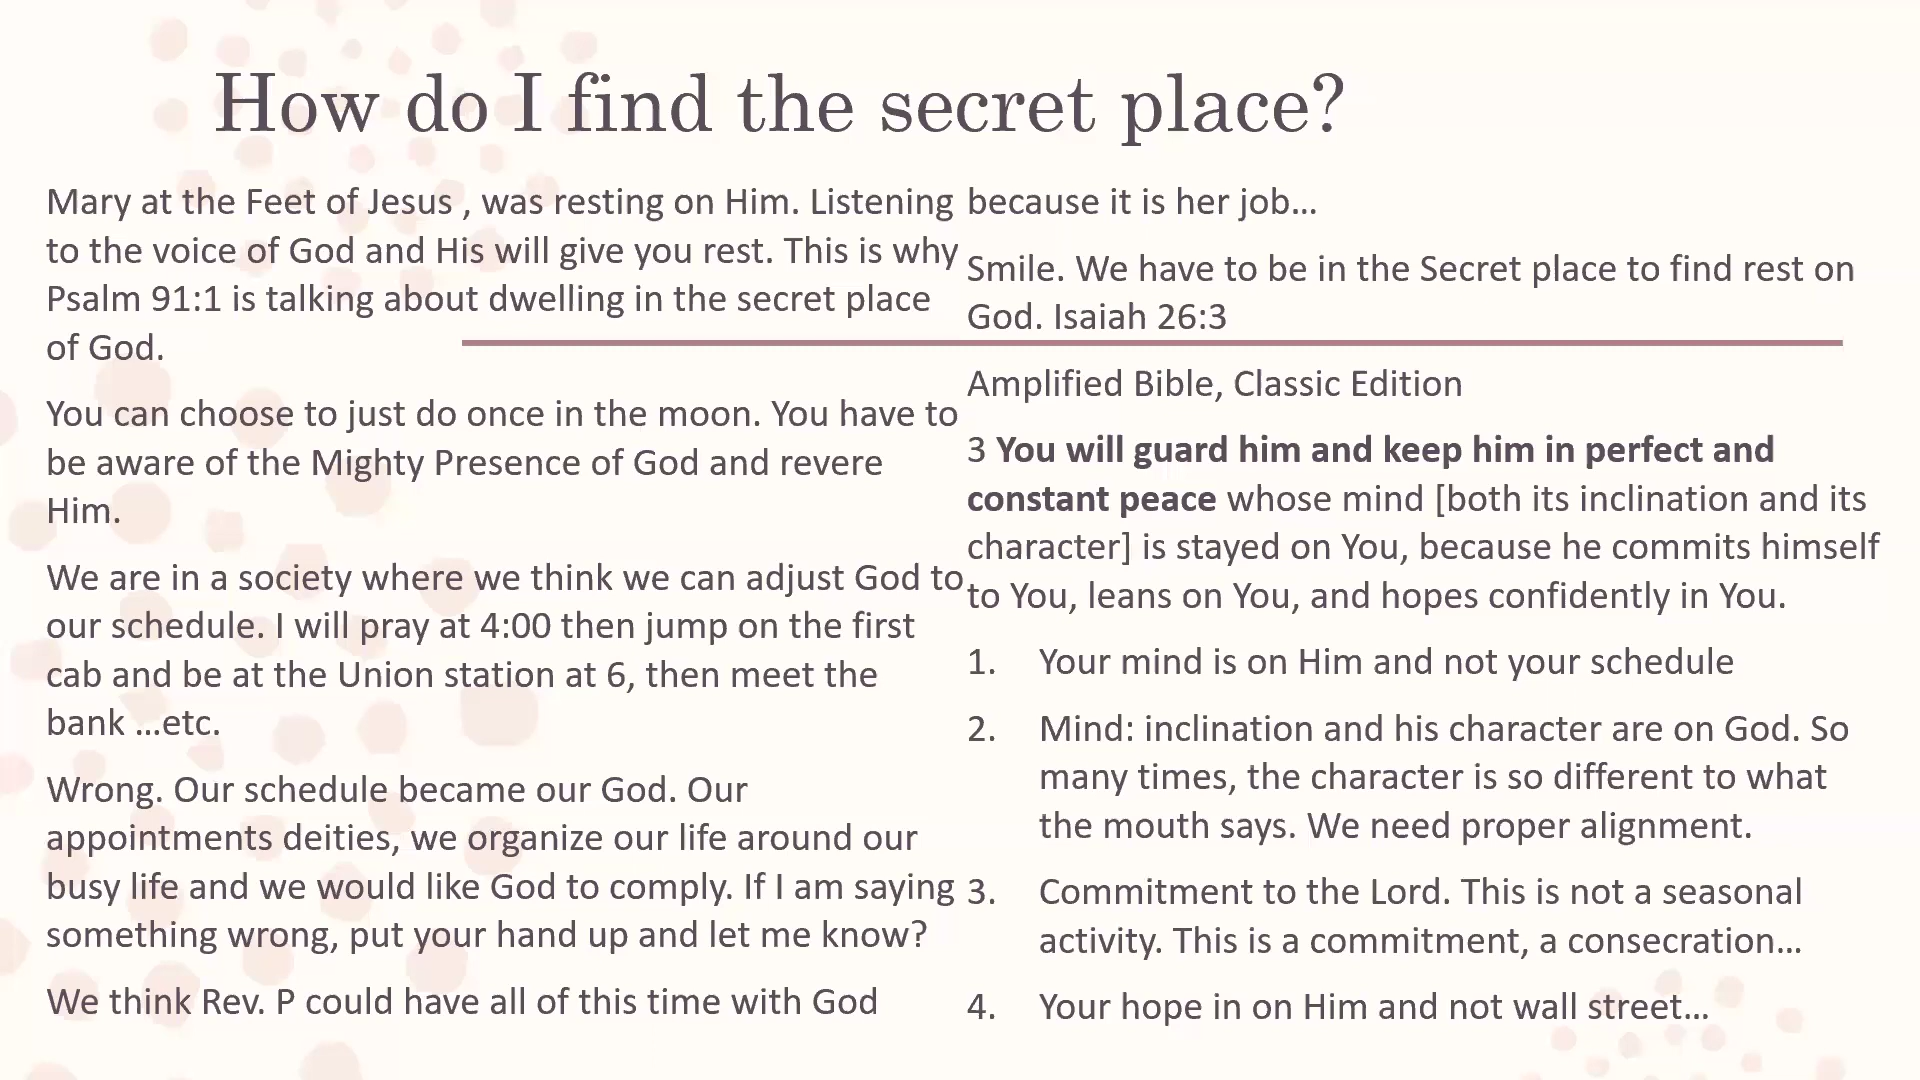 How do I find the secret place?
Mary at the Feet of Jesus , was resting on Him. Listening
to the voice of God and His will give you rest. This is why
Psalm 91:1 is talking about dwelling in the secret place
of God.
You can choose to just do once in the moon. You have to
be aware of the Mighty Presence of God and revere
Him.
We are in a society where we think we can adjust God to
our schedule. I will pray at 4:00 then jump on the first
cab and be at the Union station at 6, then meet the
bank …etc.
Wrong. Our schedule became our God. Our
appointments deities, we organize our life around our
busy life and we would like God to comply. If I am saying
something wrong, put your hand up and let me know?
We think Rev. P could have all of this time with God
because it is her job…
Smile. We have to be in the Secret place to find rest on
God. Isaiah 26:3
Amplified Bible, Classic Edition
3 You will guard him and keep him in perfect and
constant peace whose mind [both its inclination and its
character] is stayed on You, because he commits himself
to You, leans on You, and hopes confidently in You.
1. Your mind is on Him and not your schedule
2. Mind: inclination and his character are on God. So
many times, the character is so different to what
the mouth says. We need proper alignment.
3. Commitment to the Lord. This is not a seasonal
activity. This is a commitment, a consecration…
4. Your hope in on Him and not wall street…